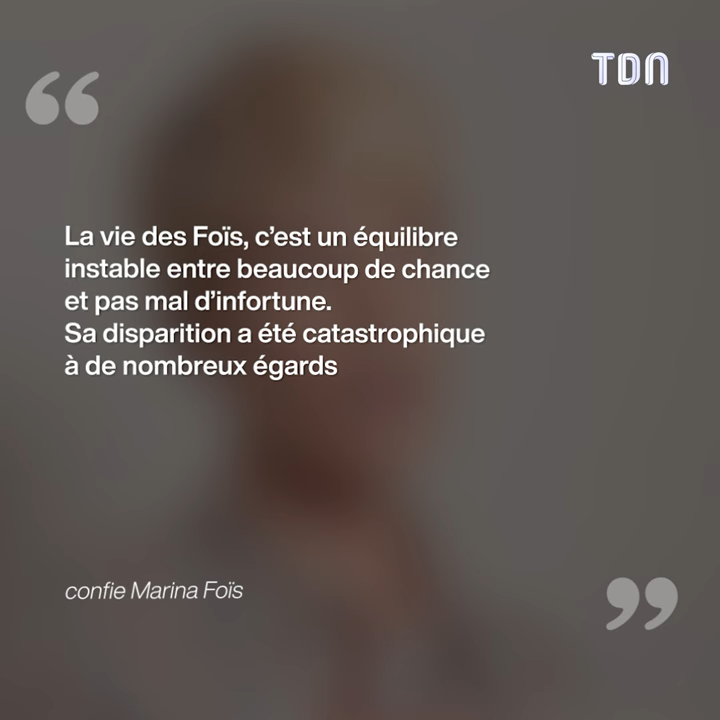 TDN
“
La vie des Foïs, c’est un équilibre
instable entre beaucoup de chance
et pas mal d’infortune.
Sa disparition a été catastrophique
à de nombreux égards
confie Marina Foïs
”